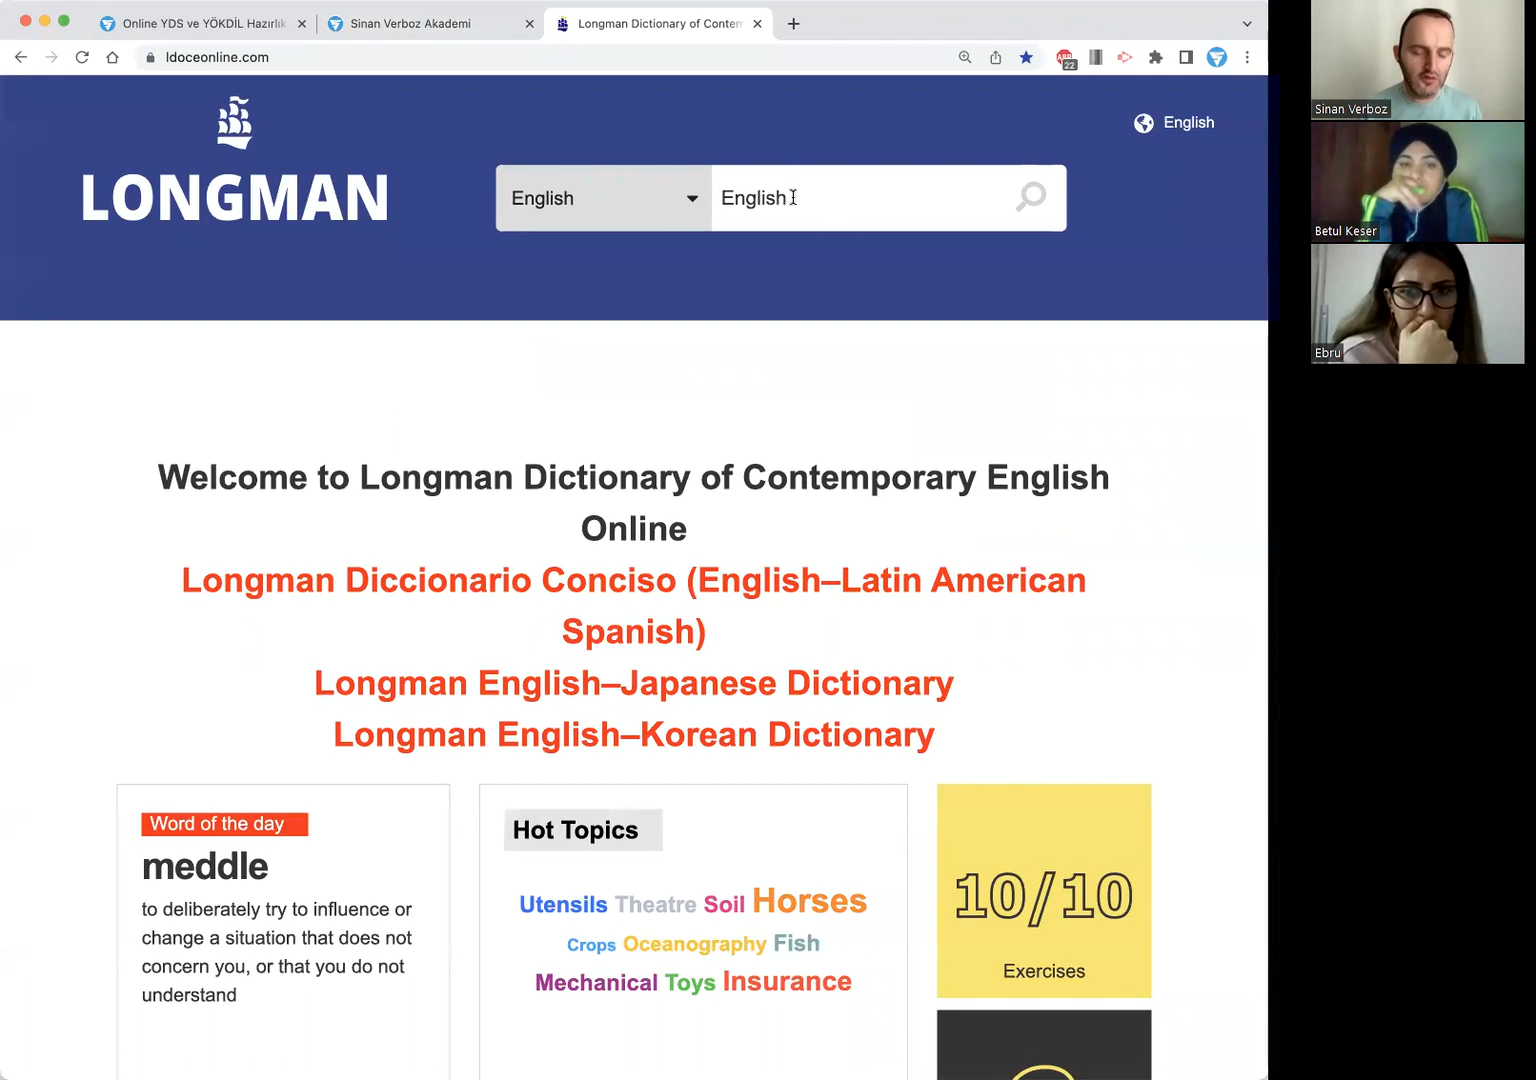 Online YDS ve YÖKDİL Hazırlık
Sinan Verboz Akademi
Longman Dictionary of Contem
ldoceonline.com
22
English
LONGMAN
English
English
Welcome to Longman Dictionary of Contemporary English
Online
Longman Diccionario Conciso (English–Latin American
Spanish)
Longman English–Japanese Dictionary
Longman English–Korean Dictionary
Word of the day
meddle
to deliberately try to influence or
change a situation that does not
concern you, or that you do not
understand
Hot Topics
Utensils Theatre Soil Horses
Crops Oceanography Fish
Mechanical Toys Insurance
10/10
Exercises
Sinan Verboz
Betul Keser
Ebru